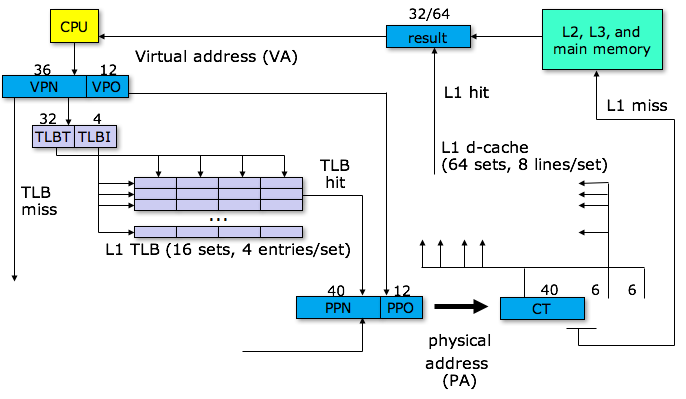 32/64
CPU
result
L2, L3, and
main memory
Virtual address (VA)
36
12
VPN
VPO
L1 hit
L1 miss
32
4
TLBT
TLBI
L1 d-cache
(64 sets, 8 lines/set)
TLB
hit
TLB
miss
...
L1 TLB (16 sets, 4 entries/set)
40
12
40
6
6
PPN
PPO
CT
physical
address
(PA)